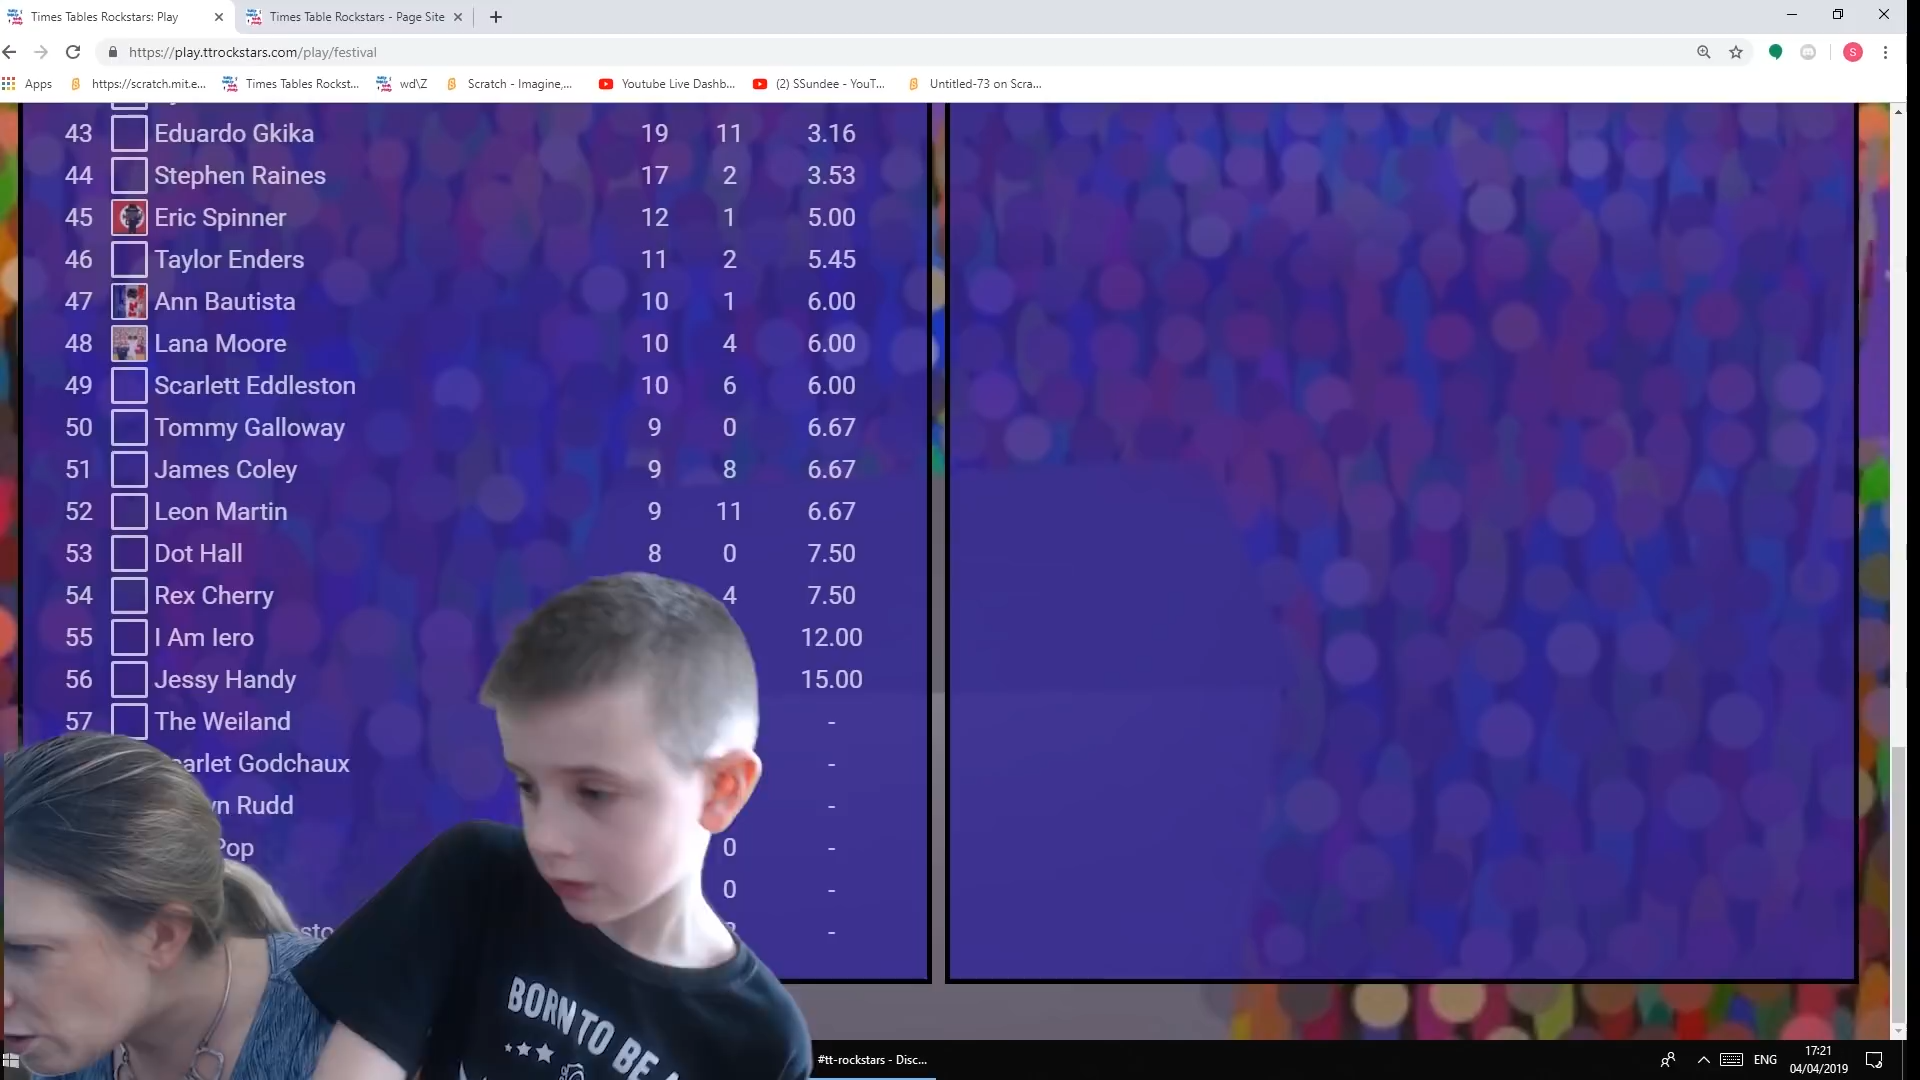 Times Tables Rockstars: Play
Times Table Rockstars - Page Site
https://play.ttrockstars.com/play/festival
S
Apps https://scratch.mit.e... Times Tables Rockst... wd\Z Scratch - Imagine,... Youtube Live Dashb... (2) SSundee - YouT... Untitled-73 on Scra...
43 Eduardo Gkika 19 11 3.16
44 Stephen Raines 17 2 3.53
45 Eric Spinner 12 1 5.00
46 Taylor Enders 11 2 5.45
47 Ann Bautista 10 1 6.00
48 Lana Moore 10 4 6.00
49 Scarlett Eddleston 10 6 6.00
50 Tommy Galloway 9 0 6.67
51 James Coley 9 8 6.67
52 Leon Martin 9 11 6.67
53 Dot Hall 8 0 7.50
54 Rex Cherry 4 7.50
55 I Am Iero 12.00
56 Jessy Handy 15.00
57 The Weiland -
Godchaux -
Rudd -
Pop 0 -
0 -
-
BORN TO BE A
#tt-rockstars - Disc...
ENG
17:21
04/04/2019